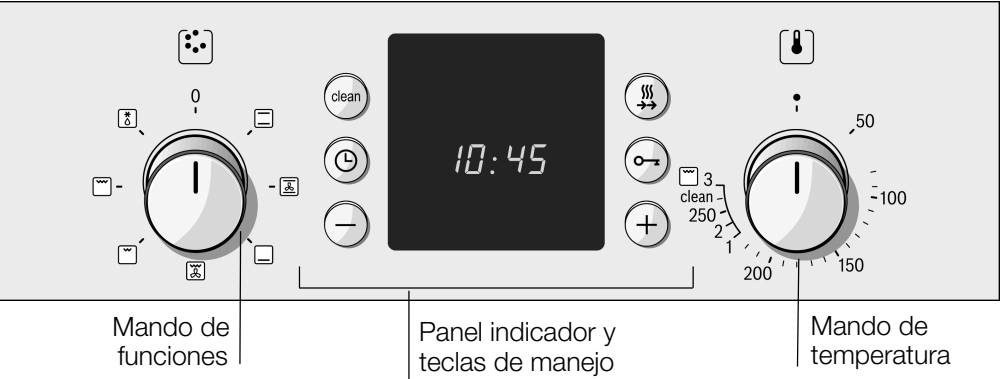 0
clean
10:45
50
100
150
200
3
clean
250
2
1
Mando de
funciones
Panel indicador y
teclas de manejo
Mando de
temperatura